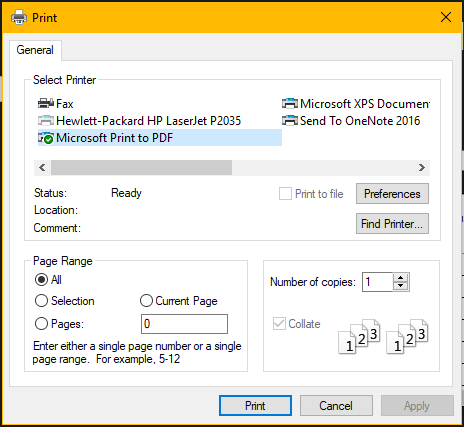 Print
General
Select Printer
Fax
Microsoft XPS Documen
Hewlett-Packard HP LaserJet P2035
Send To OneNote 2016
Microsoft Print to PDF
Status: Ready
Print to file
Preferences
Location:
Comment:
Find Printer...
Page Range
All
Number of copies: 1
Selection
Current Page
Pages: 0
Collate
1 2 3 1 2 3
Enter either a single page number or a single
page range. For example, 5-12
Print
Cancel
Apply